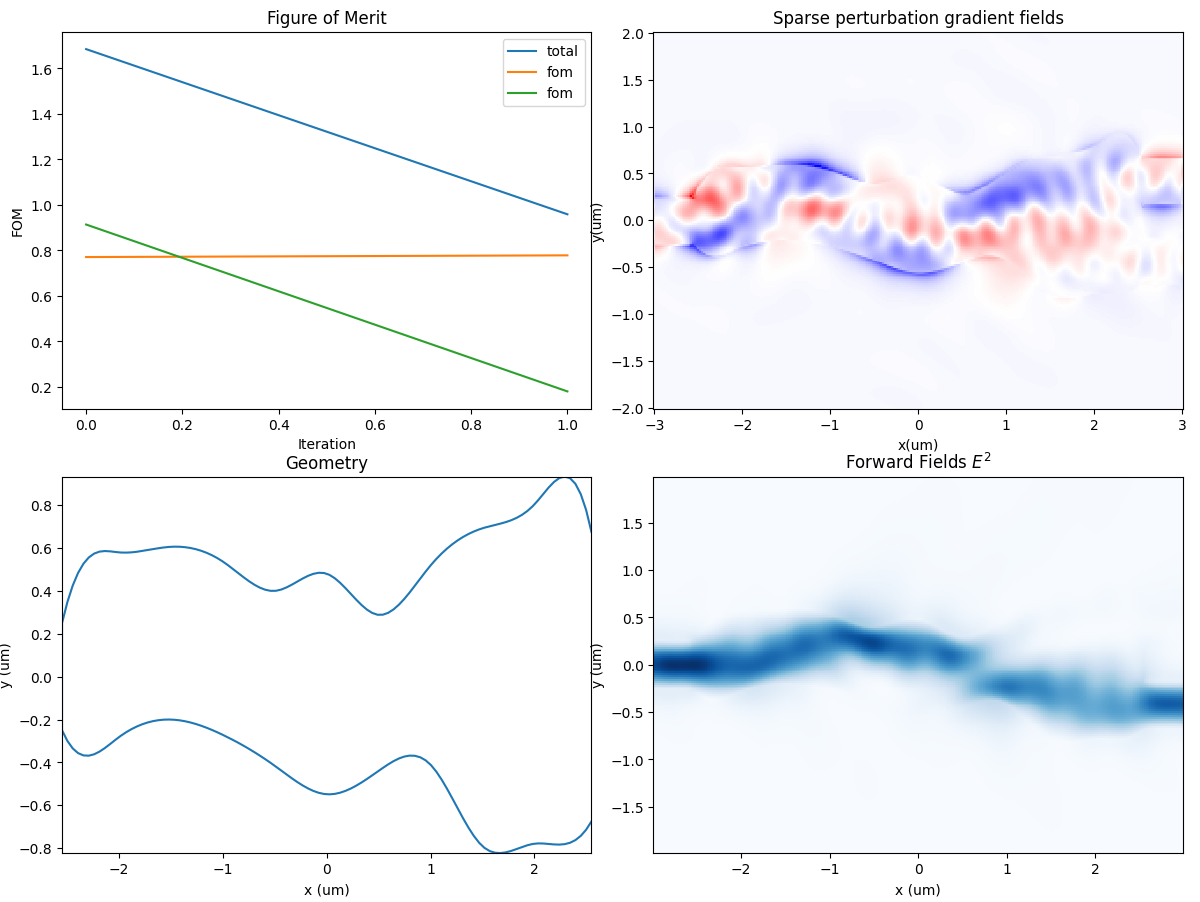 Figure of Merit
1.6
1.4
1.2
1.0
0.8
0.6
0.4
0.2
FOM
total
fom
fom
0.0 0.2 0.4 0.6 0.8 1.0
Iteration
Sparse perturbation gradient fields
2.0
1.5
1.0
0.5
0.0
−0.5
−1.0
−1.5
−2.0
y(um)
−3 −2 −1 0 1 2 3
x(um)
Geometry
0.8
0.6
0.4
0.2
0.0
−0.2
−0.4
−0.6
−0.8
y (um)
−2 −1 0 1 2
x (um)
Forward Fields E²
1.5
1.0
0.5
0.0
−0.5
−1.0
−1.5
y (um)
−2 −1 0 1 2
x (um)